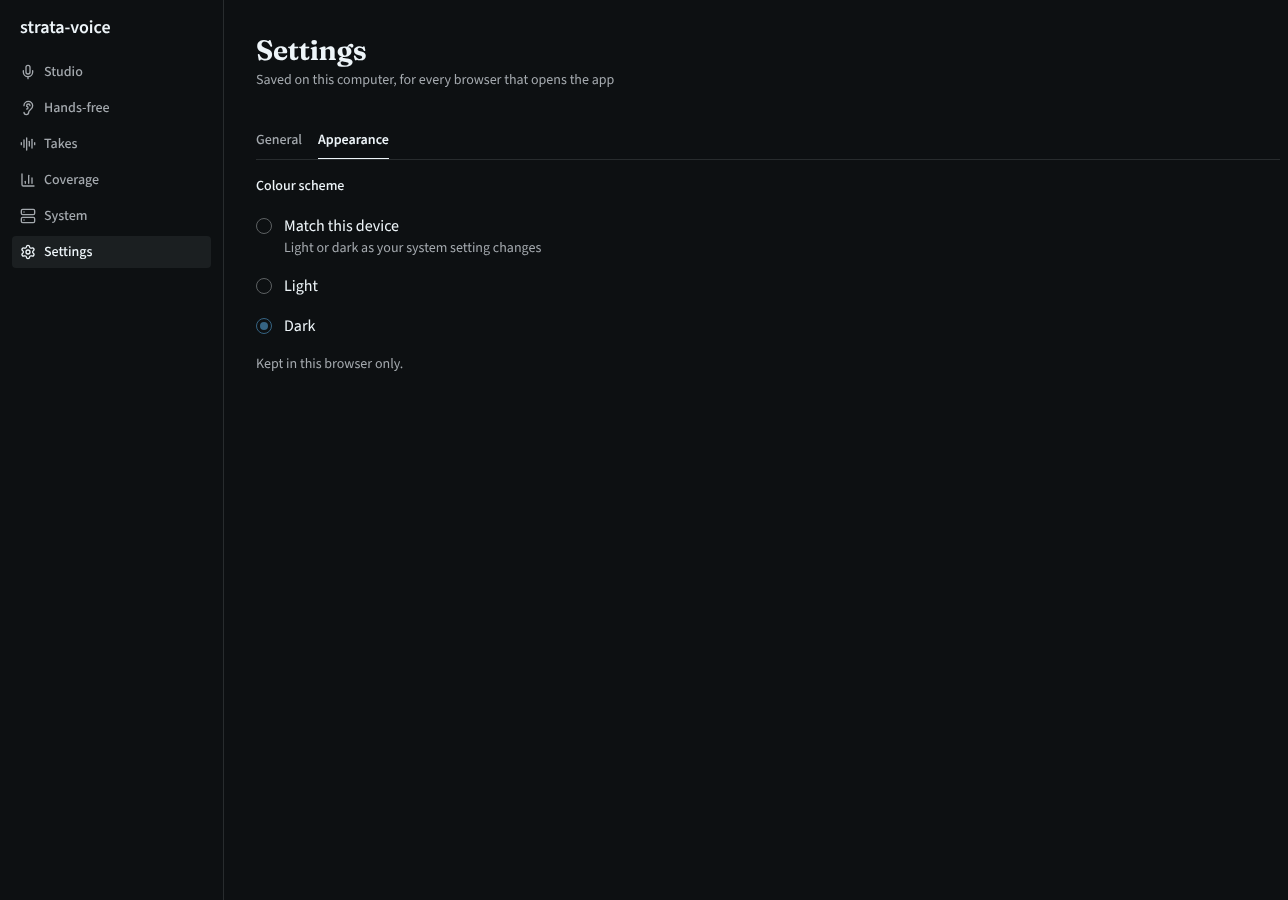 strata-voice
Studio
Hands-free
Takes
Coverage
System
Settings
Settings
Saved on this computer, for every browser that opens the app
General
Appearance
Colour scheme
Match this device
Light or dark as your system setting changes
Light
Dark
Kept in this browser only.